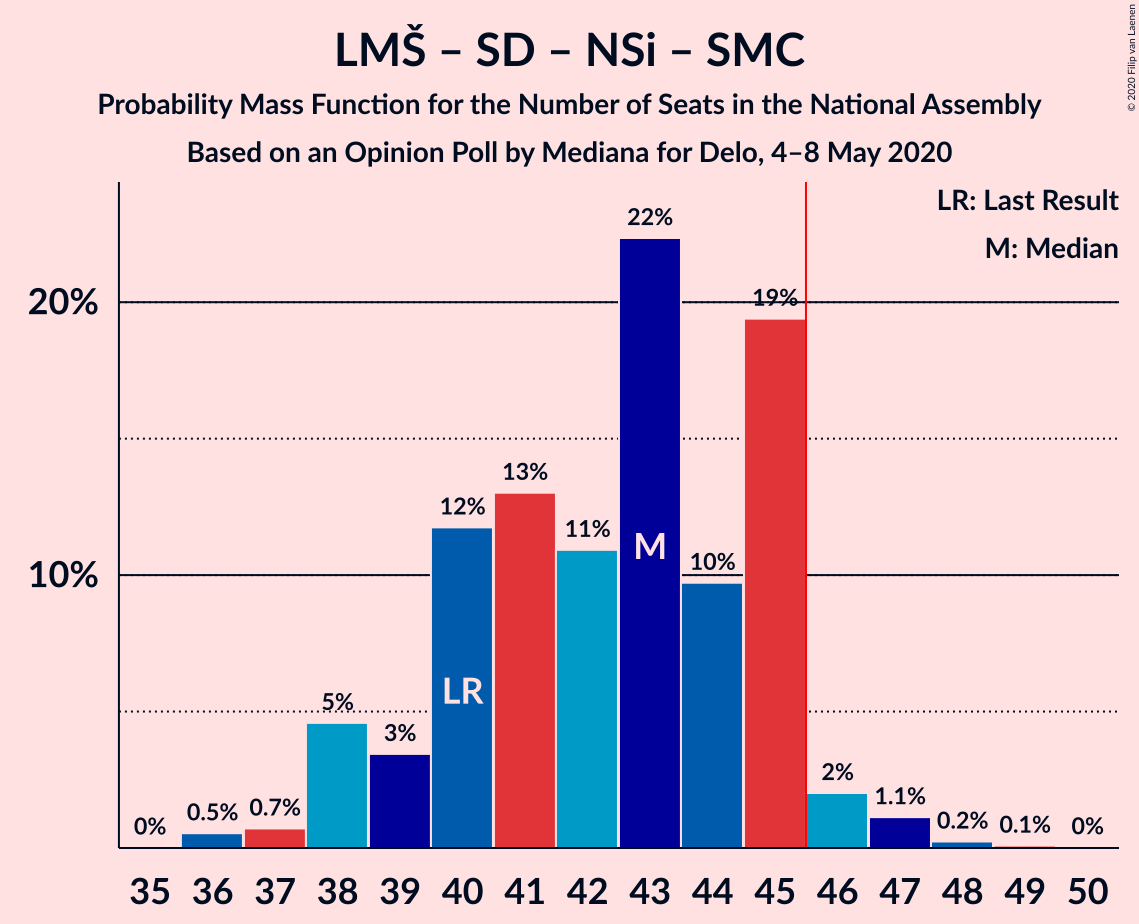 LMŠ – SD – NSi – SMC
Probability Mass Function for the Number of Seats in the National Assembly
Based on an Opinion Poll by Mediana for Delo, 4–8 May 2020
© 2020 Filip van Laenen
LR: Last Result
M: Median
20%
10%
0%
0.5%
0.7%
5%
3%
12%
13%
11%
22%
10%
19%
2%
1.1%
0.2%
0.1%
0%
LR
M
35 36 37 38 39 40 41 42 43 44 45 46 47 48 49 50